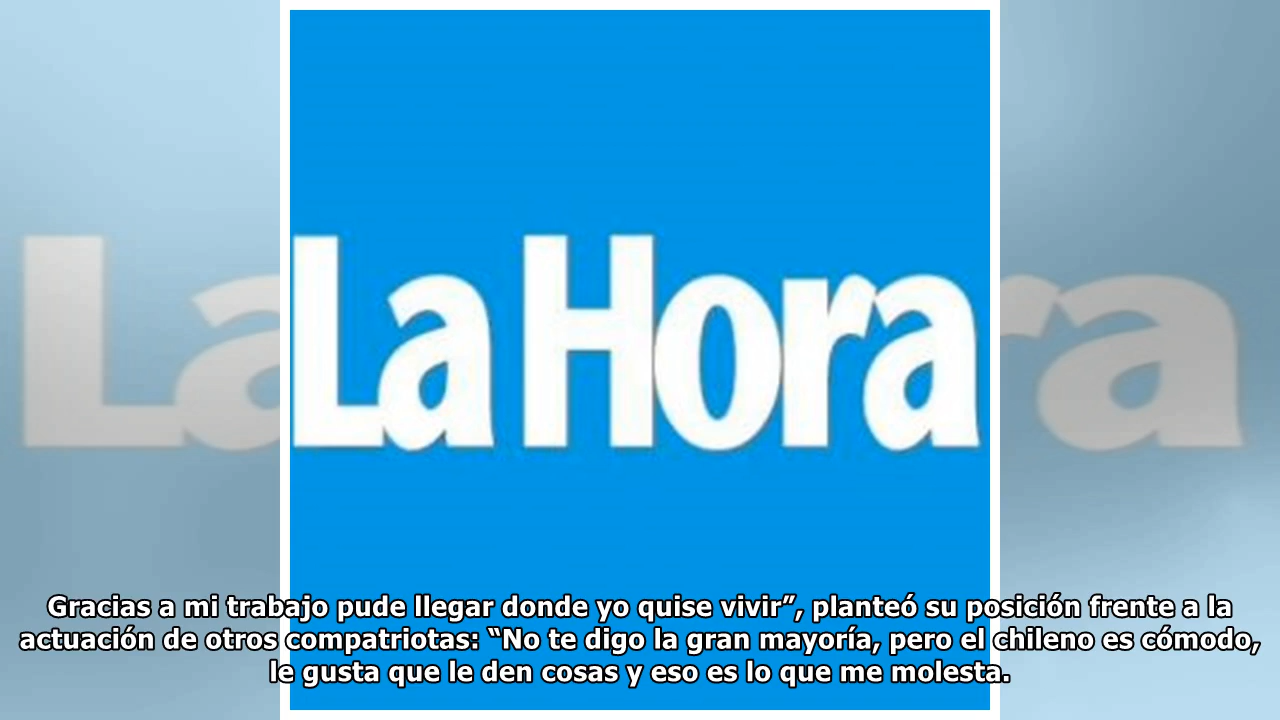 La Hora
Gracias a mi trabajo pude llegar donde yo quise vivir”, planteó su posición frente a la
actuación de otros compatriotas: “No te digo la gran mayoría, pero el chileno es cómodo,
le gusta que le den cosas y eso es lo que me molesta.